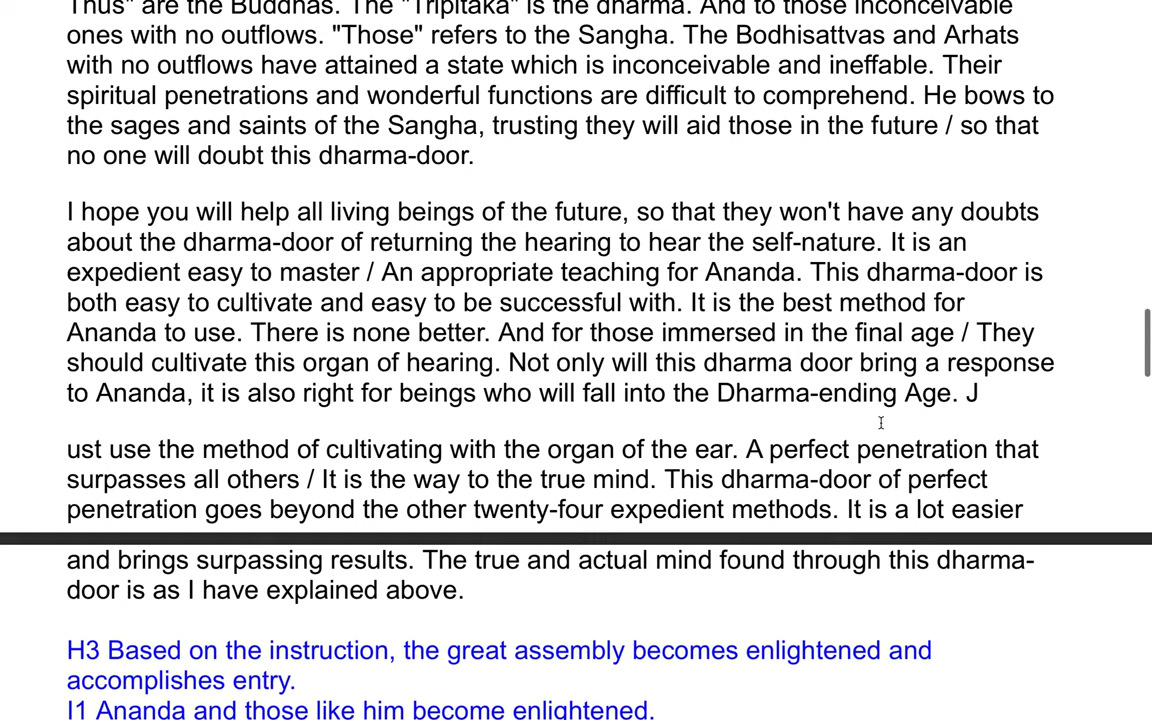 Thus" are the Buddhas. The "Tripitaka" is the dharma. And to those inconceivable
ones with no outflows. "Those" refers to the Sangha. The Bodhisattvas and Arhats
with no outflows have attained a state which is inconceivable and ineffable. Their
spiritual penetrations and wonderful functions are difficult to comprehend. He bows to
the sages and saints of the Sangha, trusting they will aid those in the future / so that
no one will doubt this dharma-door.
I hope you will help all living beings of the future, so that they won't have any doubts
about the dharma-door of returning the hearing to hear the self-nature. It is an
expedient easy to master / An appropriate teaching for Ananda. This dharma-door is
both easy to cultivate and easy to be successful with. It is the best method for
Ananda to use. There is none better. And for those immersed in the final age / They
should cultivate this organ of hearing. Not only will this dharma door bring a response
to Ananda, it is also right for beings who will fall into the Dharma-ending Age. J
ust use the method of cultivating with the organ of the ear. A perfect penetration that
surpasses all others / It is the way to the true mind. This dharma-door of perfect
penetration goes beyond the other twenty-four expedient methods. It is a lot easier
and brings surpassing results. The true and actual mind found through this dharma-
door is as I have explained above.
H3 Based on the instruction, the great assembly becomes enlightened and
accomplishes entry.
I1 Ananda and those like him become enlightened.